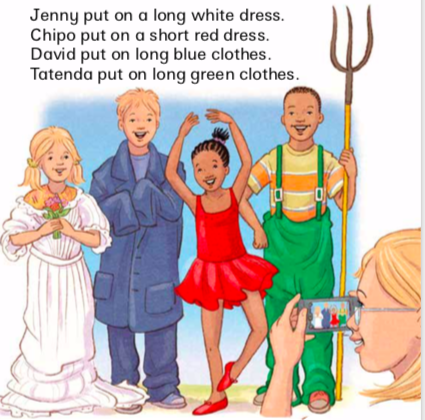 Jenny put on a long white dress.
Chipo put on a short red dress.
David put on long blue clothes.
Tatenda put on long green clothes.